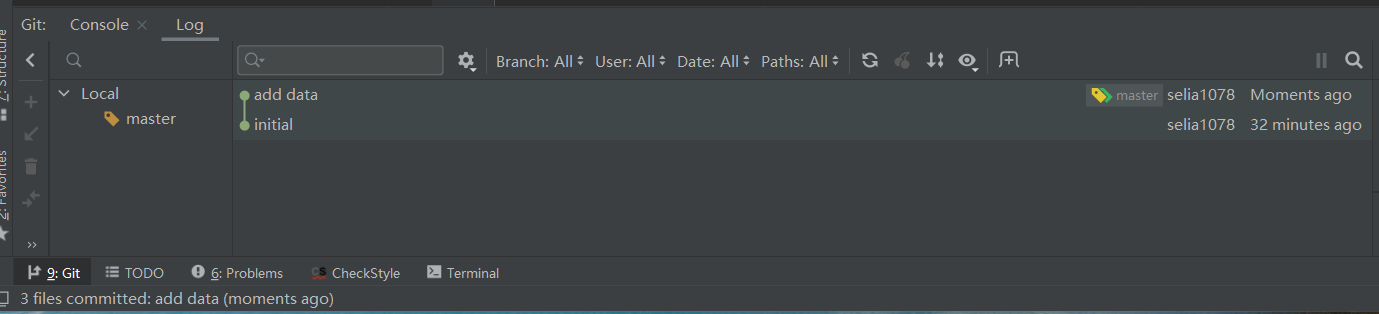 Git: Console Log
Z: Structure
Branch: All User: All Date: All Paths: All
Local
master
add data master selia1078 Moments ago
initial selia1078 32 minutes ago
2: Favorites
9: Git TODO 6: Problems CheckStyle Terminal
3 files committed: add data (moments ago)